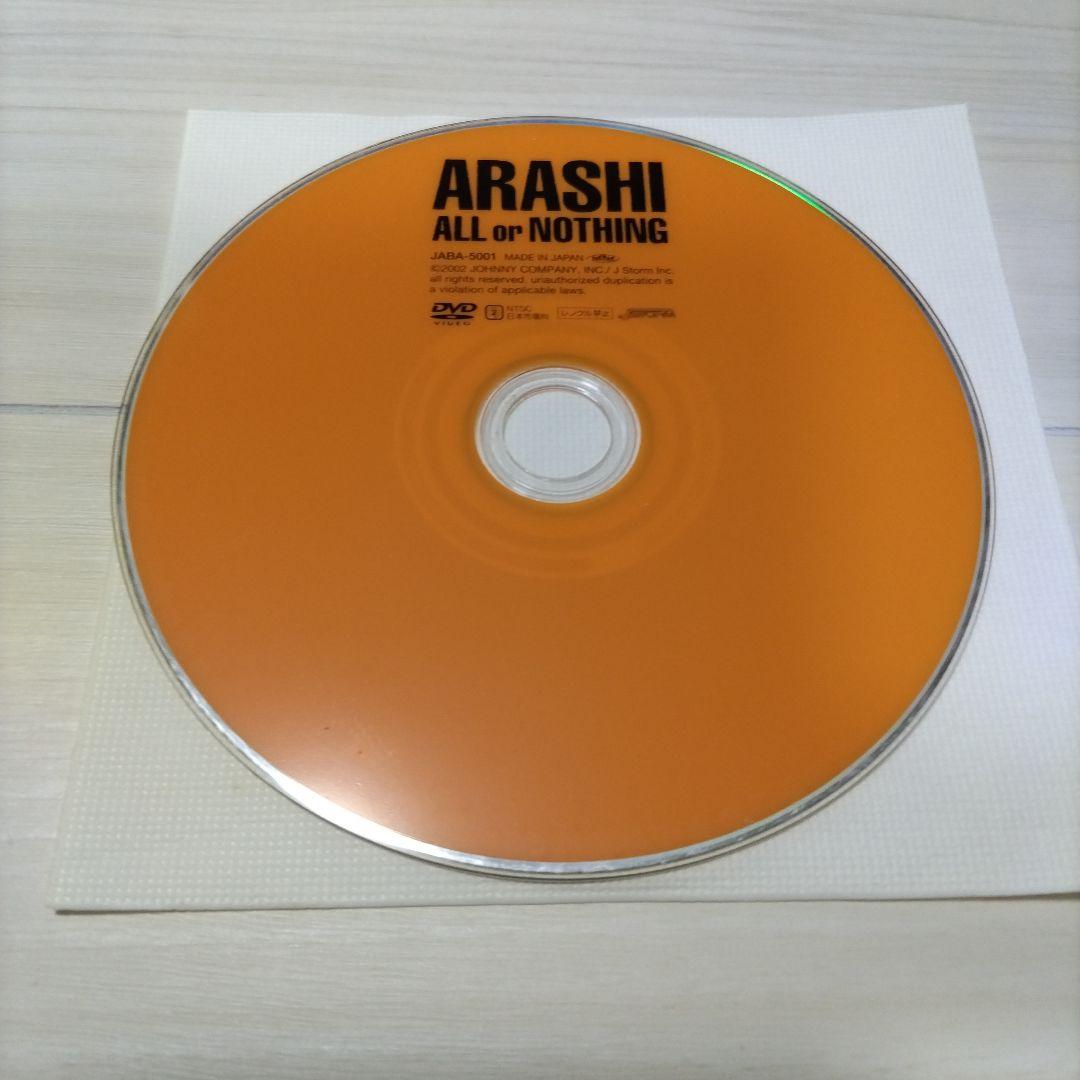 ARASHI
ALL or NOTHING
JABA-5001 MADE IN JAPAN
©2002 JOHNNY COMPANY, INC./ J Storm Inc.
all rights reserved. unauthorized duplication is
a violation of applicable laws.
DVD
VIDEO
2
NTSC
日本市場向
レンタル禁止